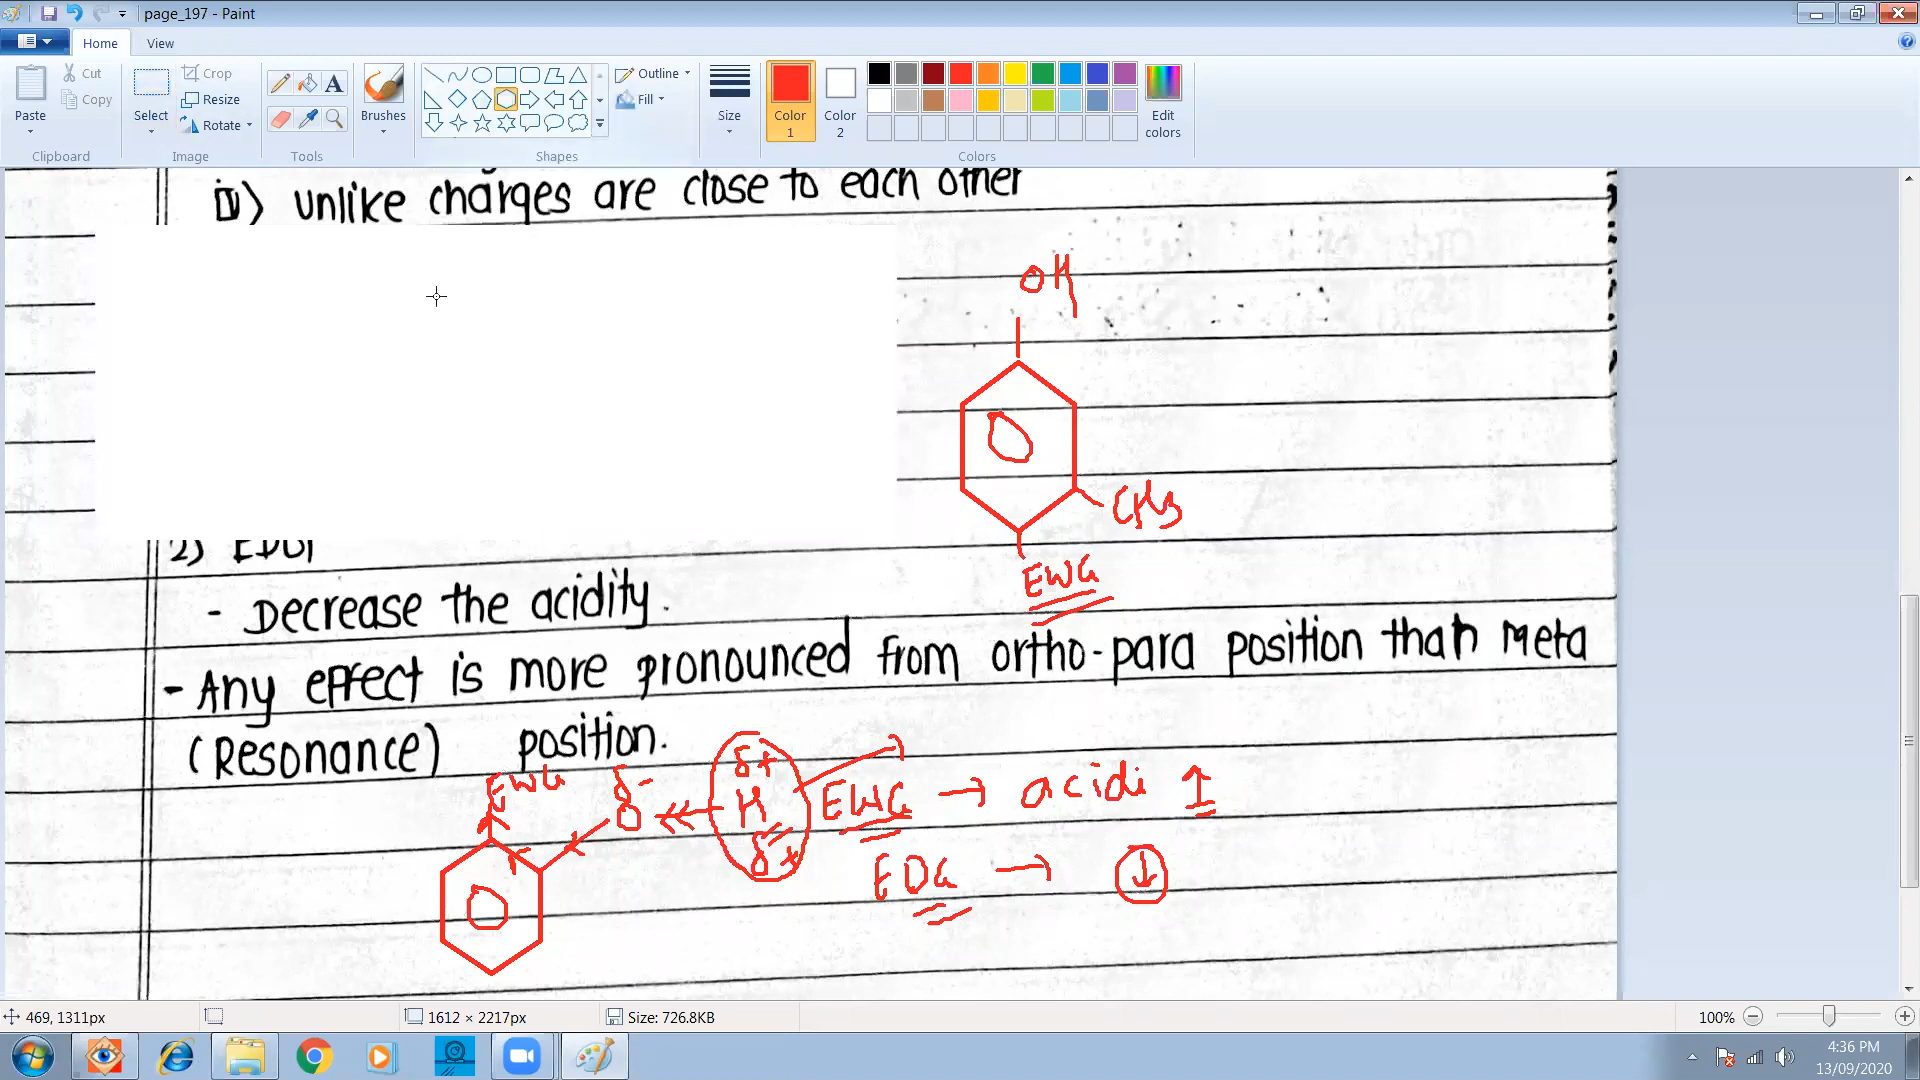 page_197 - Paint
Home
View
Paste
Cut
Copy
Clipboard
Select
Crop
Resize
Rotate
Image
Tools
Brushes
Shapes
Outline
Fill
Size
Color 1
Color 2
Edit colors
Colors
iv) unlike charges are close to each other
OH
CH3
EWG
2) EDG
- Decrease the acidity.
- Any effect is more pronounced from ortho-para position than meta
(Resonance) position.
EWG
δ-
O
δ+
H
δ+
EWG → acidi ↑
EDG → ↓
469, 1311px
1612 × 2217px
Size: 726.8KB
100%
4:36 PM
13/09/2020